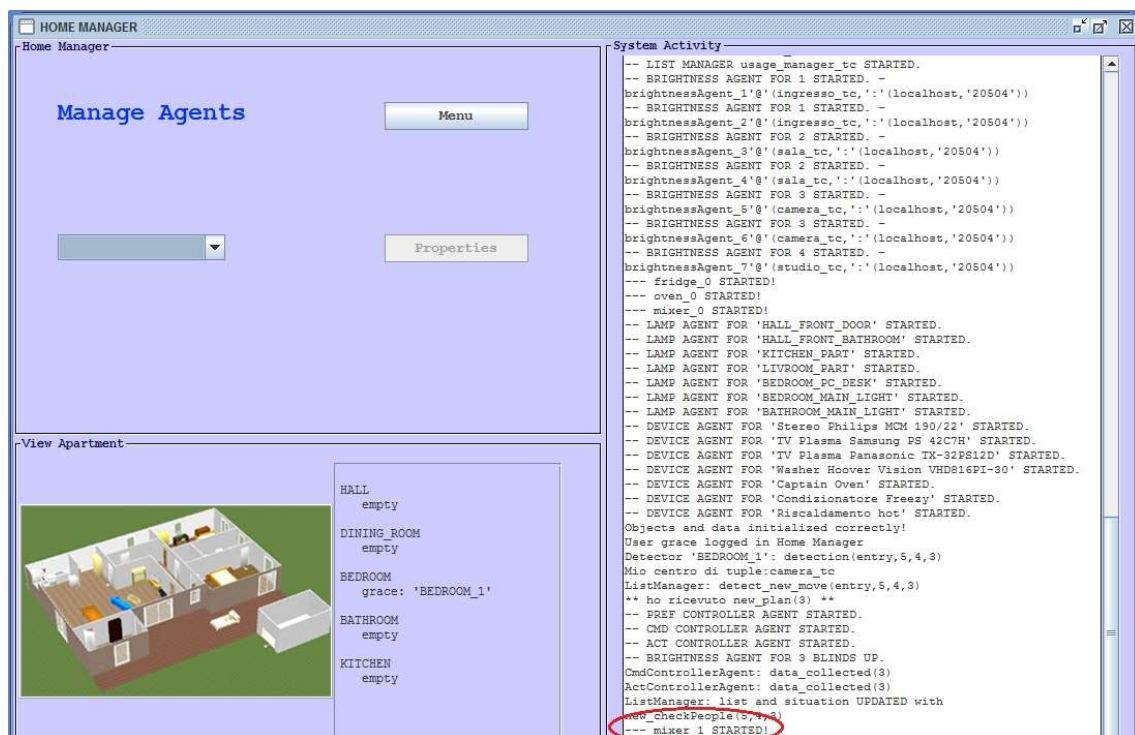 HOME MANAGER
Home Manager
Manage Agents
Menu
Properties
View Apartment
HALL
empty
DINING_ROOM
empty
BEDROOM
grace: 'BEDROOM_1'
BATHROOM
empty
KITCHEN
empty
System Activity
-- LIST MANAGER usage_manager_tc STARTED.
-- BRIGHTNESS AGENT FOR 1 STARTED. -
brightnessAgent_1'@'(ingresso_tc,':'(localhost,'20504'))
-- BRIGHTNESS AGENT FOR 1 STARTED. -
brightnessAgent_2'@'(ingresso_tc,':'(localhost,'20504'))
-- BRIGHTNESS AGENT FOR 2 STARTED. -
brightnessAgent_3'@'(sala_tc,':'(localhost,'20504'))
-- BRIGHTNESS AGENT FOR 2 STARTED. -
brightnessAgent_4'@'(sala_tc,':'(localhost,'20504'))
-- BRIGHTNESS AGENT FOR 3 STARTED. -
brightnessAgent_5'@'(camera_tc,':'(localhost,'20504'))
-- BRIGHTNESS AGENT FOR 3 STARTED. -
brightnessAgent_6'@'(camera_tc,':'(localhost,'20504'))
-- BRIGHTNESS AGENT FOR 4 STARTED. -
brightnessAgent_7'@'(studio_tc,':'(localhost,'20504'))
--- fridge_0 STARTED!
--- oven_0 STARTED!
--- mixer_0 STARTED!
-- LAMP AGENT FOR 'HALL_FRONT_DOOR' STARTED.
-- LAMP AGENT FOR 'HALL_FRONT_BATHROOM' STARTED.
-- LAMP AGENT FOR 'KITCHEN_PART' STARTED.
-- LAMP AGENT FOR 'LIVROOM_PART' STARTED.
-- LAMP AGENT FOR 'BEDROOM_PC_DESK' STARTED.
-- LAMP AGENT FOR 'BEDROOM_MAIN_LIGHT' STARTED.
-- LAMP AGENT FOR 'BATHROOM_MAIN_LIGHT' STARTED.
-- DEVICE AGENT FOR 'Stereo Philips MCM 190/22' STARTED.
-- DEVICE AGENT FOR 'TV Plasma Samsung PS 42C7H' STARTED.
-- DEVICE AGENT FOR 'TV Plasma Panasonic TX-32PS12D' STARTED.
-- DEVICE AGENT FOR 'Washer Hoover Vision VHD816PI-30' STARTED.
-- DEVICE AGENT FOR 'Captain Oven' STARTED.
-- DEVICE AGENT FOR 'Condizionatore Freezy' STARTED.
-- DEVICE AGENT FOR 'Riscaldamento hot' STARTED.
Objects and data initialized correctly!
User grace logged in Home Manager
Detector 'BEDROOM_1': detection(entry,5,4,3)
Mio centro di tuple:camera_tc
ListManager: detect_new_move(entry,5,4,3)
** ho ricevuto new_plan(3) **
-- PREF CONTROLLER AGENT STARTED.
-- CMD CONTROLLER AGENT STARTED.
-- ACT CONTROLLER AGENT STARTED.
-- BRIGHTNESS AGENT FOR 3 BLINDS UP.
CmdControllerAgent: data_collected(3)
ActControllerAgent: data_collected(3)
ListManager: list and situation UPDATED with
new_checkPeople(5,4,3)
--- mixer_1 STARTED!